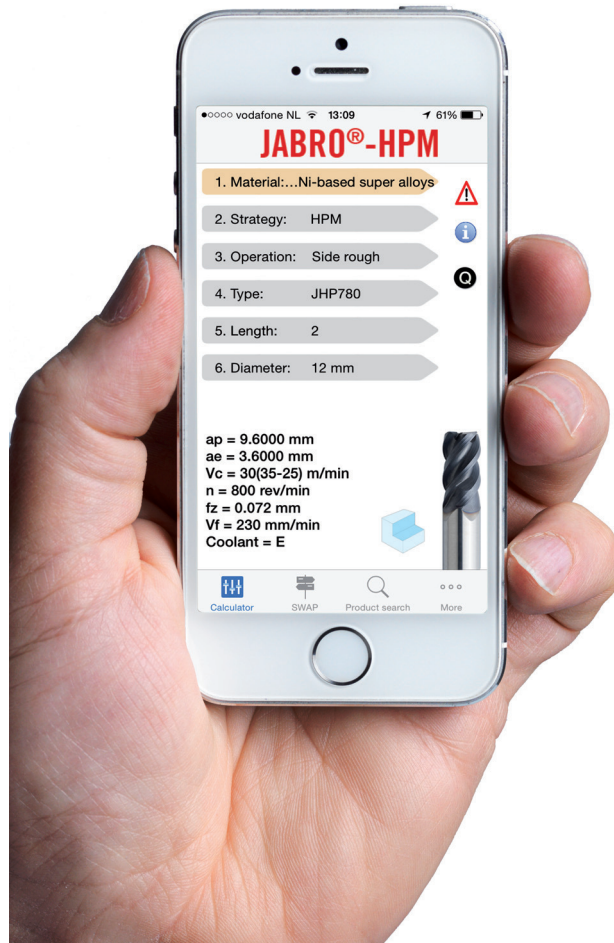 vodafone NL 13:09 61%
JABRO®-HPM
1. Material:...Ni-based super alloys
2. Strategy: HPM
3. Operation: Side rough
Q
4. Type: JHP780
5. Length: 2
6. Diameter: 12 mm
ap = 9.6000 mm
ae = 3.6000 mm
Vc = 30(35-25) m/min
n = 800 rev/min
fz = 0.072 mm
Vf = 230 mm/min
Coolant = E
Calculator SWAP Product search More